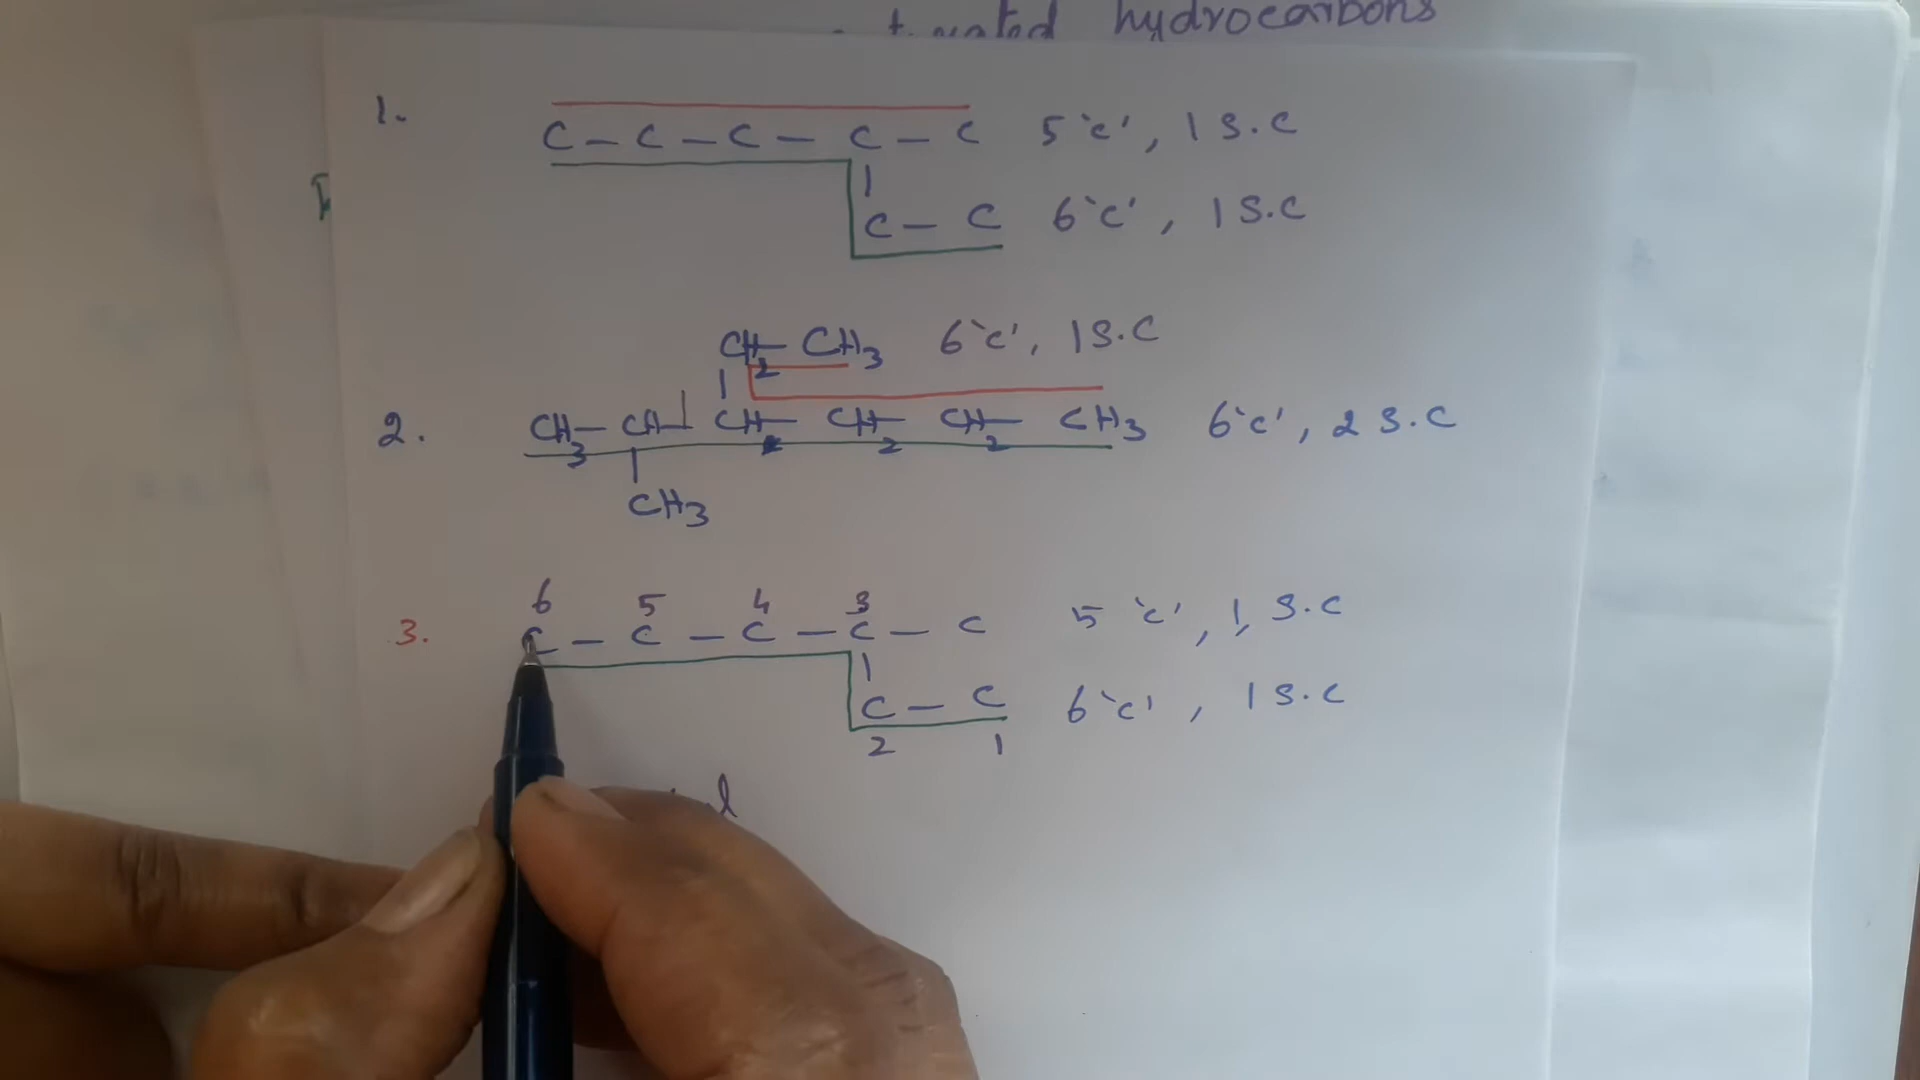 hydrocarbons
1. C - C - C - C - C 5 'c', 1 S.C
C - C 6 'c', 1 S.C
CH2 - CH3 6 'c', 1 S.C
2. CH3 - CH - CH - CH2 - CH2 - CH3 6 'c', 2 S.C
CH3
6 5 4 3
3. C - C - C - C - C 5 'c', 1, S.C
C - C 6 'c', 1 S.C
2 1